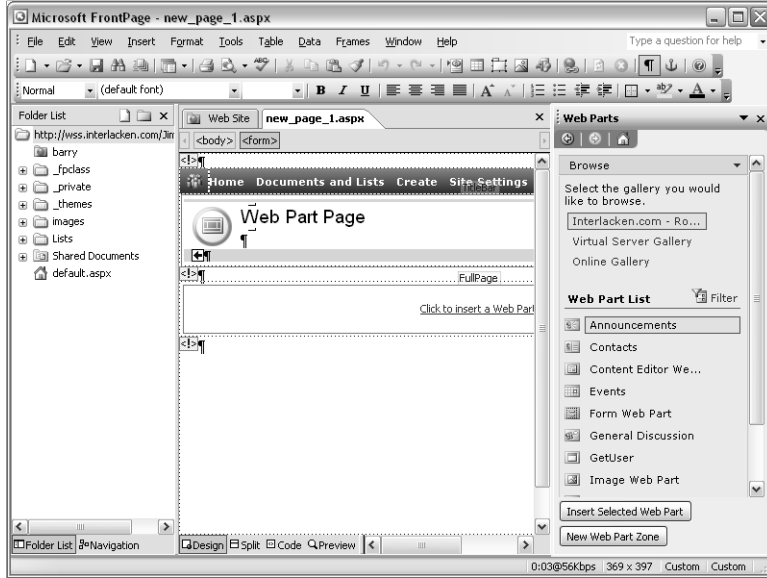 Microsoft FrontPage - new_page_1.aspx
File Edit View Insert Format Tools Table Data Frames Window Help
Type a question for help
Normal
(default font)
B I U
A
A
Folder List
http://wss.interlacken.com/Jim
barry
_fpclass
_private
_themes
images
Lists
Shared Documents
default.aspx
Folder List
Navigation
Web Site
new_page_1.aspx
<body>
<form>
Home Documents and Lists Create Site Settings
TitleBar
Web Part Page
FullPage
Click to insert a Web Part
Design
Split
Code
Preview
Web Parts
Browse
Select the gallery you would
like to browse.
Interlacken.com - Ro...
Virtual Server Gallery
Online Gallery
Web Part List
Filter
Announcements
Contacts
Content Editor We...
Events
Form Web Part
General Discussion
GetUser
Image Web Part
Insert Selected Web Part
New Web Part Zone
0:03@56Kbps 369 x 397 Custom Custom